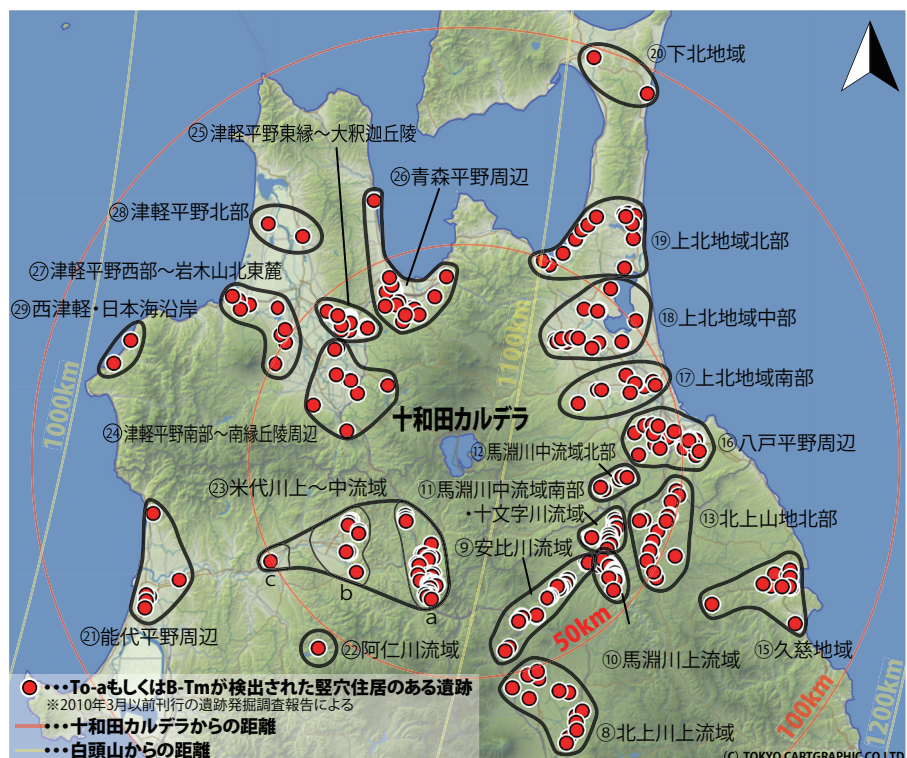 ⑳下北地域
㉕津軽平野東縁～大釈迦丘陵
㉖青森平野周辺
㉘津軽平野北部
⑲上北地域北部
㉗津軽平野西部～岩木山北東麓
㉙西津軽・日本海沿岸
⑱上北地域中部
1100km
1000km
⑰上北地域南部
十和田カルデラ
㉔津軽平野南部～南縁丘陵周辺
⑯八戸平野周辺
⑫馬淵川中流域北部
㉓米代川上～中流域
⑪馬淵川中流域南部
・十文字川流域
⑬北上山地北部
⑨安比川流域
c
b
a
50km
㉑能代平野周辺
㉒阿仁川流域
⑩馬淵川上流域
⑮久慈地域
100km
1200km
⑧北上川上流域
・・・To-aもしくはB-Tmが検出された竪穴住居のある遺跡
※2010年3月以前刊行の遺跡発掘調査報告による
・・・十和田カルデラからの距離
・・・白頭山からの距離
(C) TOKYO CARTGRAPHIC CO.LTD